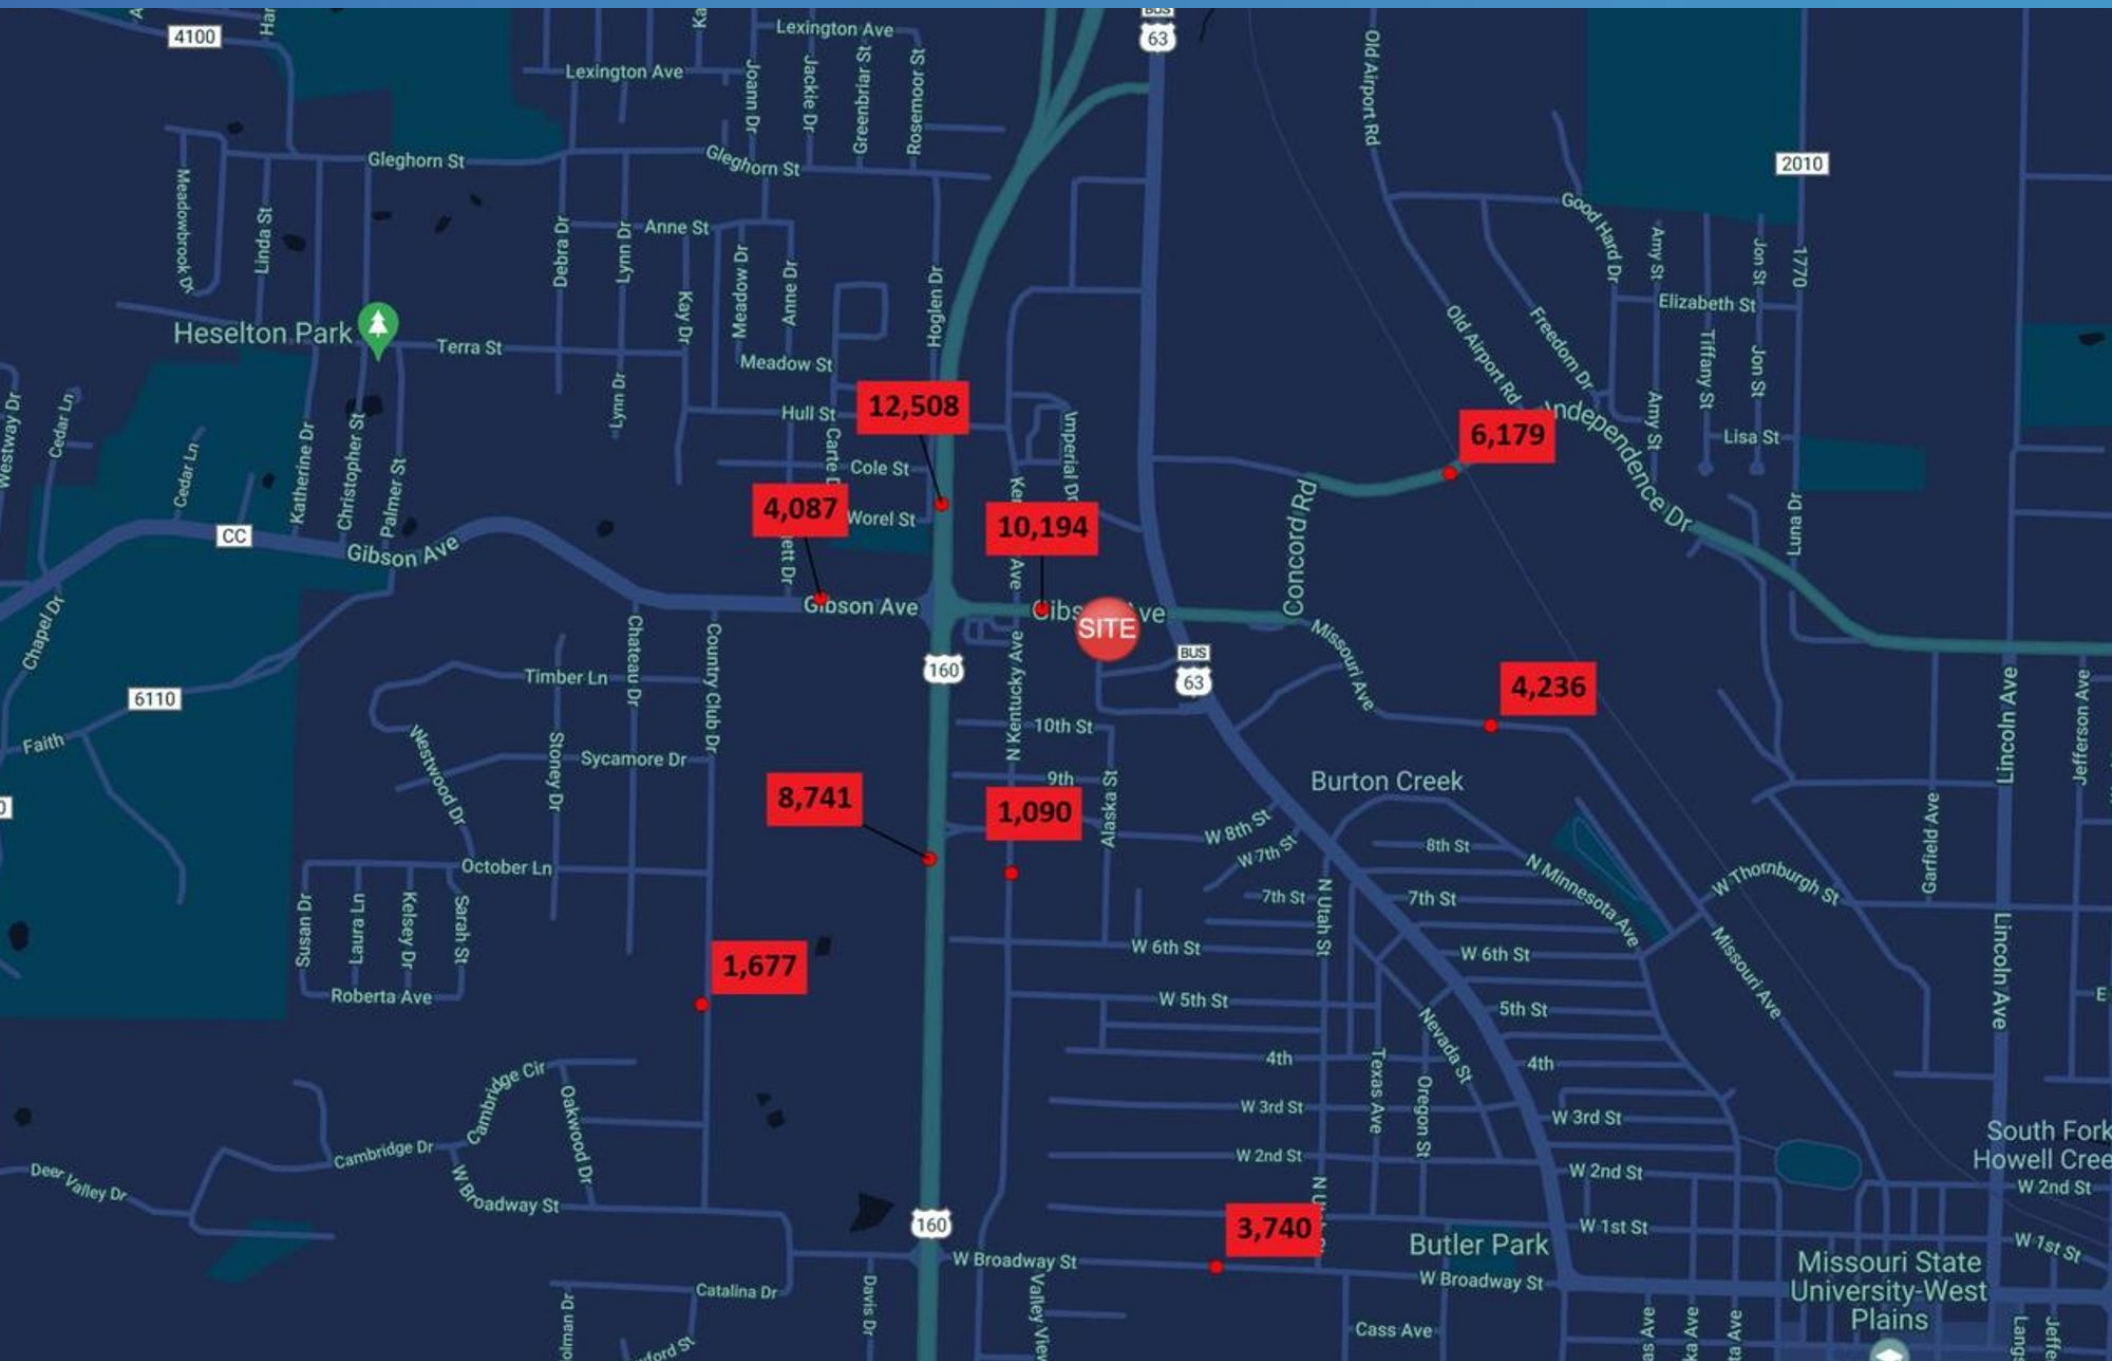 BUS
63
4100
Lexington Ave
Lexington Ave
Joann Dr
Jackie Dr
Greenbriar St
Rosemoor St
Old Airport Rd
Gleghorn St
Gleghorn St
2010
Meadowbrook Dr
Linda St
Debra Dr
Lynn Dr
Anne St
Kay Dr
Meadow Dr
Anne Dr
Hoglen Dr
Good Hard Dr
Amy St
Jon St
1770
Elizabeth St
Heselton Park
Terra St
Meadow St
Old Airport Rd
Freedom Dr
Tiffany St
Jon St
Westway Dr
Cedar Ln
Lynn Dr
Hull St
12,508
Imperial Dr
6,179
Independence Dr
Amy St
Lisa St
Cedar Ln
Katherine Dr
Christopher St
Palmer St
Cole St
4,087
Worel St
10,194
Concord Rd
Luna Dr
CC
Gibson Ave
Gibson Ave
Gibson Ave
SITE
Chapel Dr
Chateau Dr
Country Club Dr
160
N Kentucky Ave
BUS
63
Missouri Ave
Timber Ln
4,236
6110
Faith
Westwood Dr
Stoney Dr
Sycamore Dr
10th St
9th
Alaska St
Burton Creek
Lincoln Ave
Jefferson Ave
8,741
1,090
W 8th St
W 7th St
8th St
N Minnesota Ave
W Thornburgh St
Garfield Ave
October Ln
7th St
N Utah St
7th St
Susan Dr
Laura Ln
Kelsey Dr
Sarah St
Roberta Ave
1,677
W 6th St
W 6th St
Missouri Ave
Lincoln Ave
W 5th St
Nevada St
5th St
E
Cambridge Cir
Oakwood Dr
4th
Texas Ave
Oregon St
4th
W 3rd St
W 3rd St
Cambridge Dr
W 2nd St
W 2nd St
South Fork
Howell Cree
W 2nd St
Deer Valley Dr
W Broadway St
160
3,740
W 1st St
W 1st St
W Broadway St
Butler Park
W Broadway St
Missouri State
University-West
Plains
Catalina Dr
Davis Dr
Valley View
Cass Ave